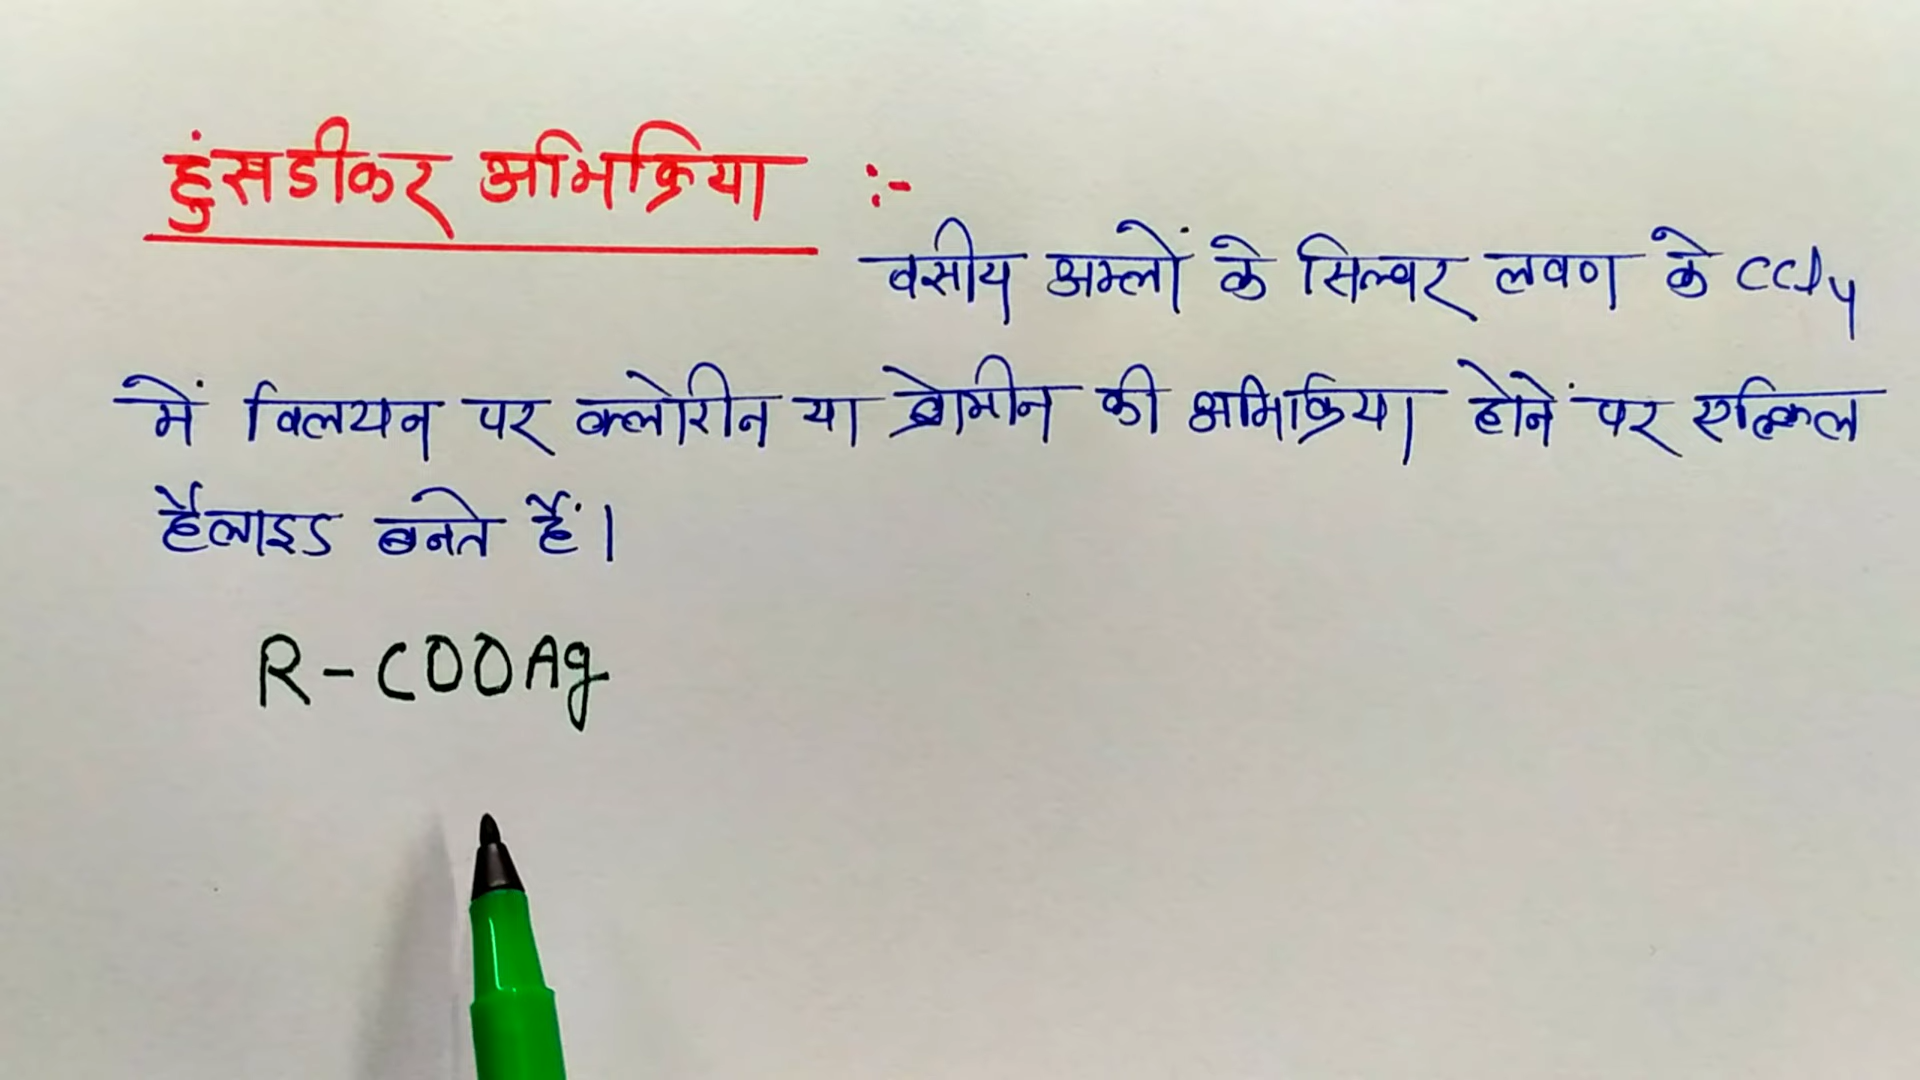 हुंसडीकर अभिक्रिया :-
वसीय अम्लों के सिल्वर लवण के CCl₄
में विलयन पर क्लोरीन या ब्रोमीन की अभिक्रिया होनें पर एल्किल
हैलाइड बनते हैं।
R-COOAg